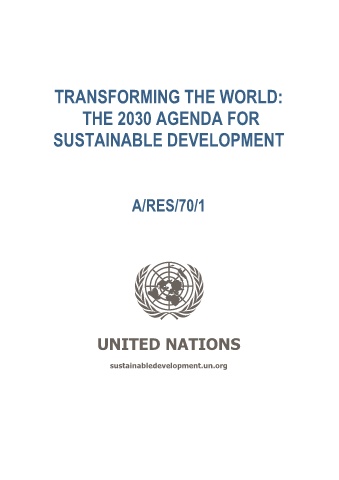 TRANSFORMING THE WORLD:
THE 2030 AGENDA FOR
SUSTAINABLE DEVELOPMENT
A/RES/70/1
UNITED NATIONS
sustainabledevelopment.un.org